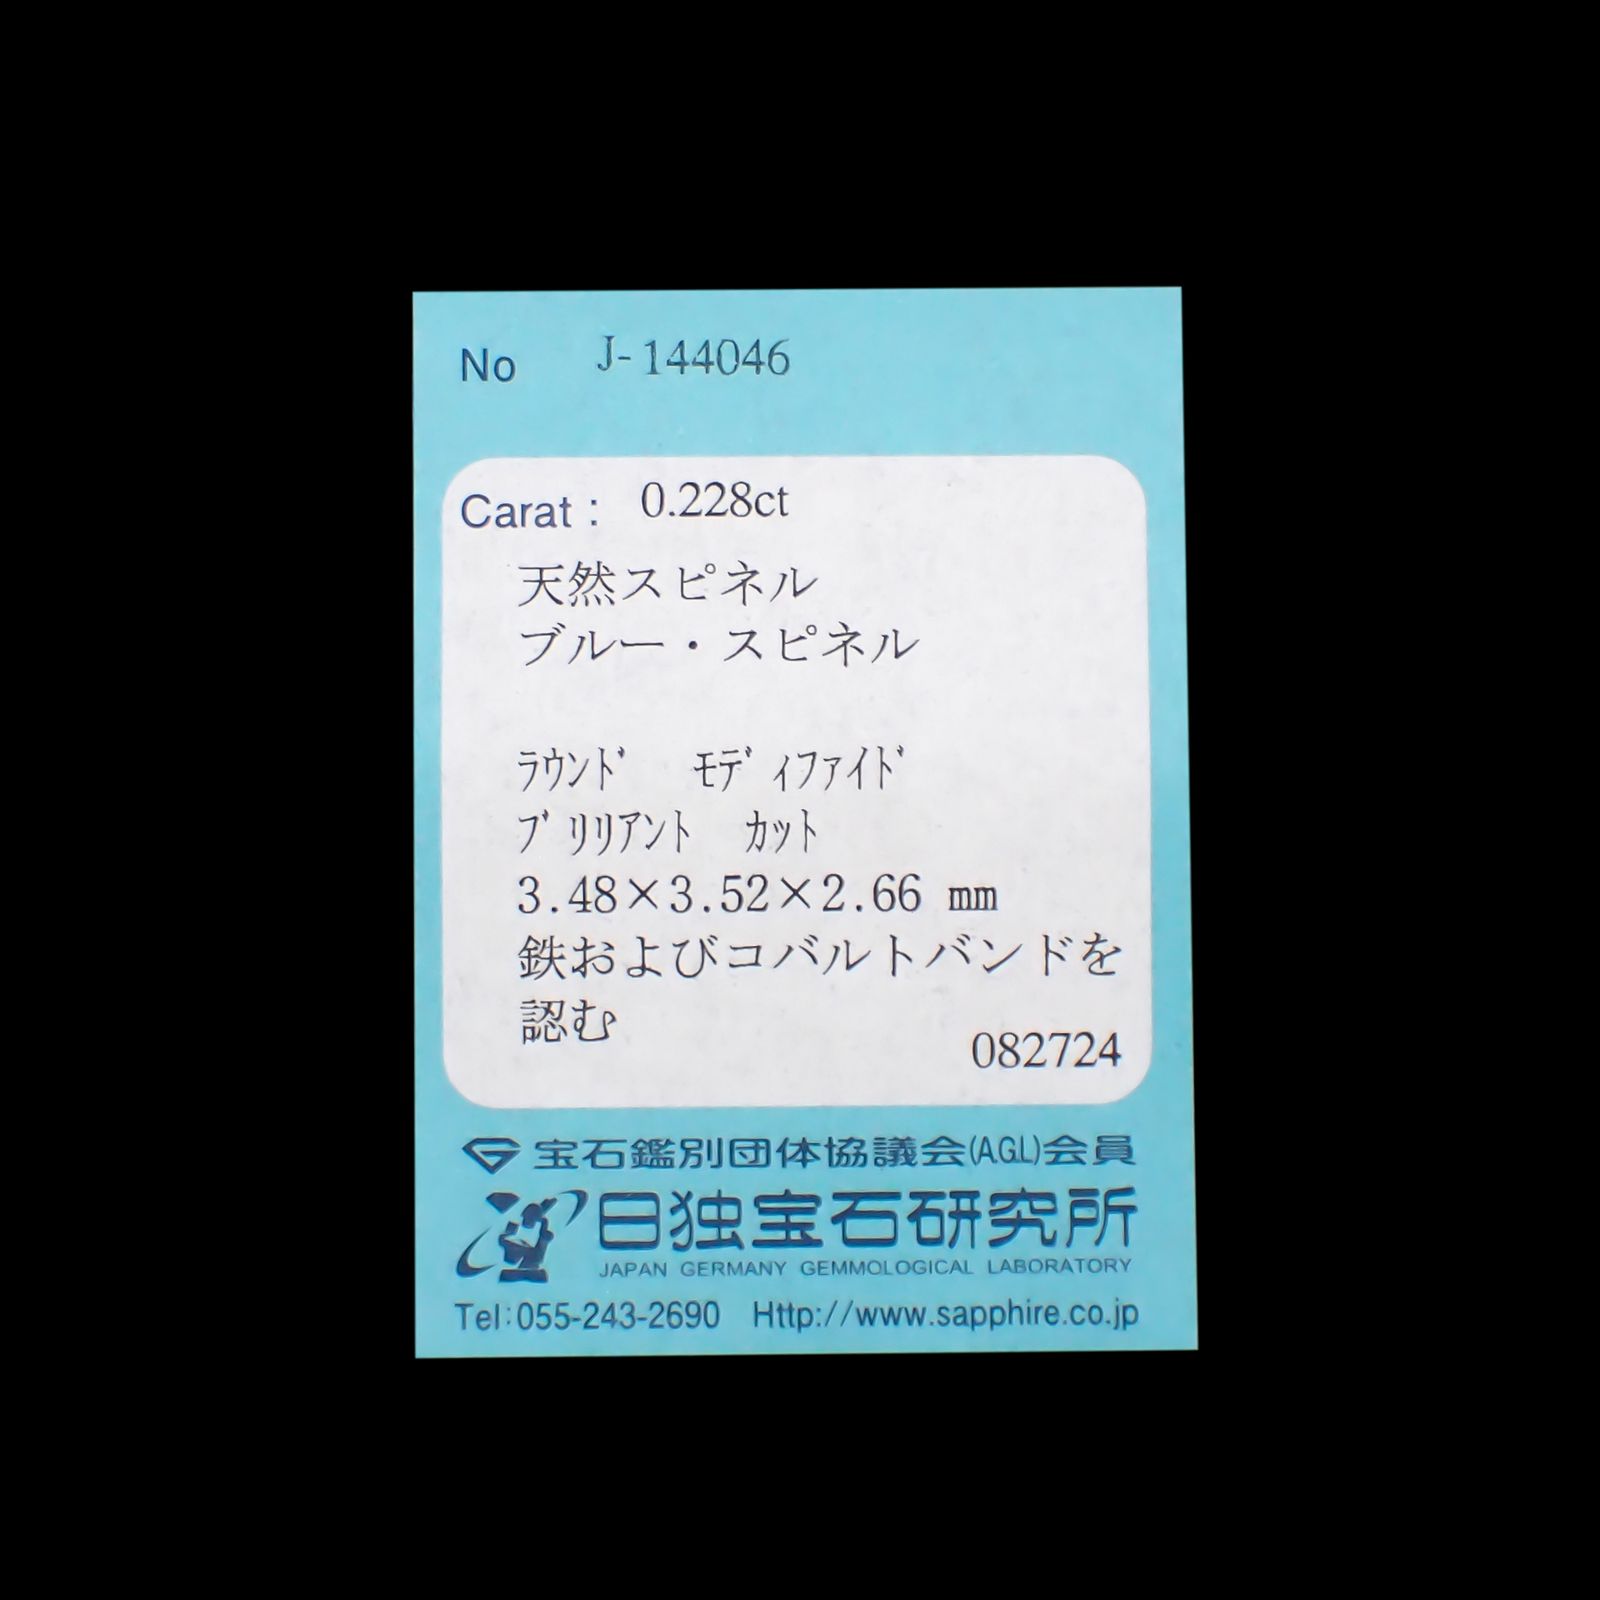 No J-144046
Carat : 0.228ct
天然スピネル
ブルー・スピネル
ﾗｳﾝﾄﾞ ﾓﾃﾞｨﾌｧｲﾄﾞ
ﾌﾞﾘﾘｱﾝﾄ ｶｯﾄ
3.48×3.52×2.66 mm
鉄およびコバルトバンドを
認む
082724
宝石鑑別団体協議会(A.G.L)会員
日独宝石研究所
JAPAN GERMANY GEMMOLOGICAL LABORATORY
Tel:055-243-2690 Http://www.sapphire.co.jp